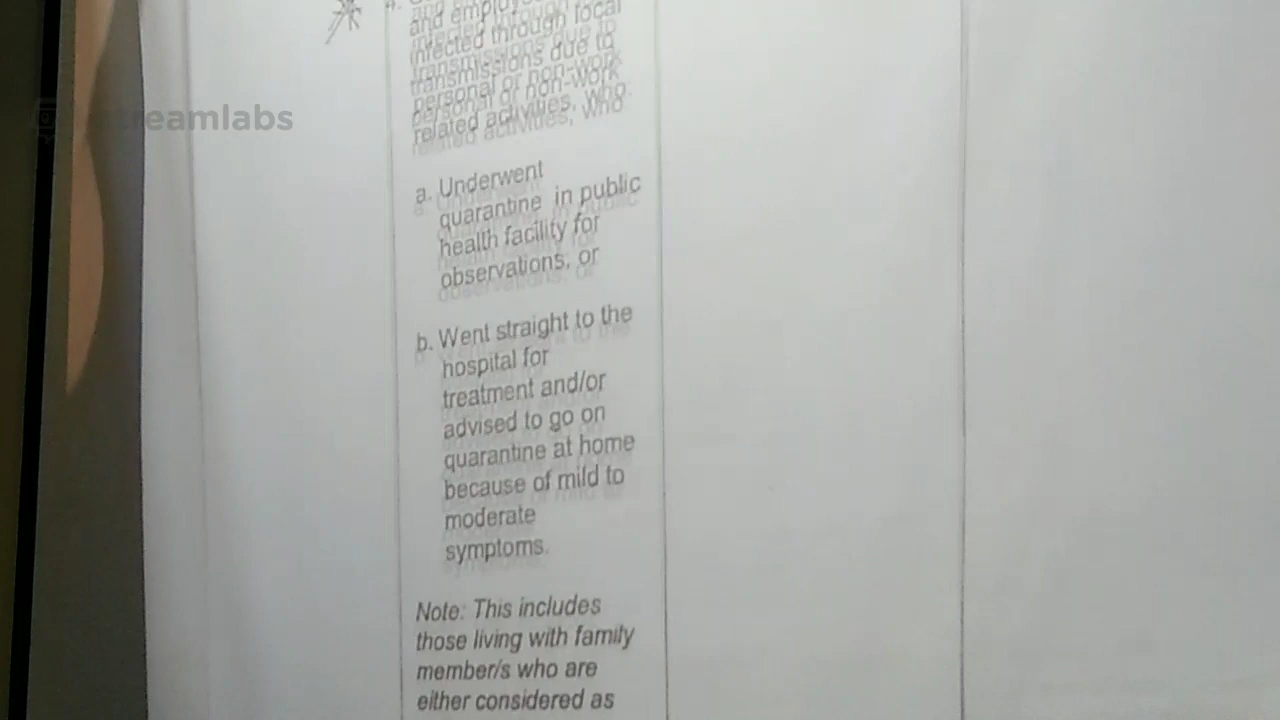 and
infected through local
transmissions due to
personal or non-work
related activities, who
a. Underwent
quarantine in public
health facility for
observations, or
b. Went straight to the
hospital for
treatment and/or
advised to go on
quarantine at home
because of mild to
moderate
symptoms.
Note: This includes
those living with family
member/s who are
either considered as
streamlabs